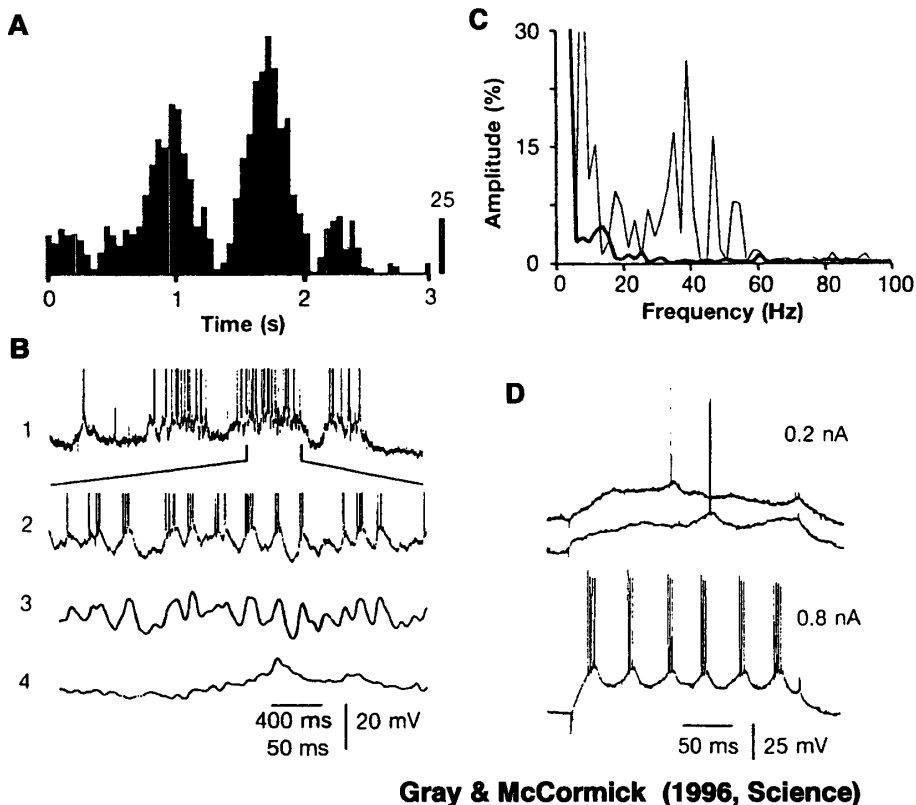 A
25
0 1 2 3
Time (s)
B
1
2
3
4
400 ms
50 ms
20 mV
C
30
15
0
Amplitude (%)
0 20 40 60 80 100
Frequency (Hz)
D
0.2 nA
0.8 nA
50 ms
25 mV
Gray & McCormick (1996, Science)